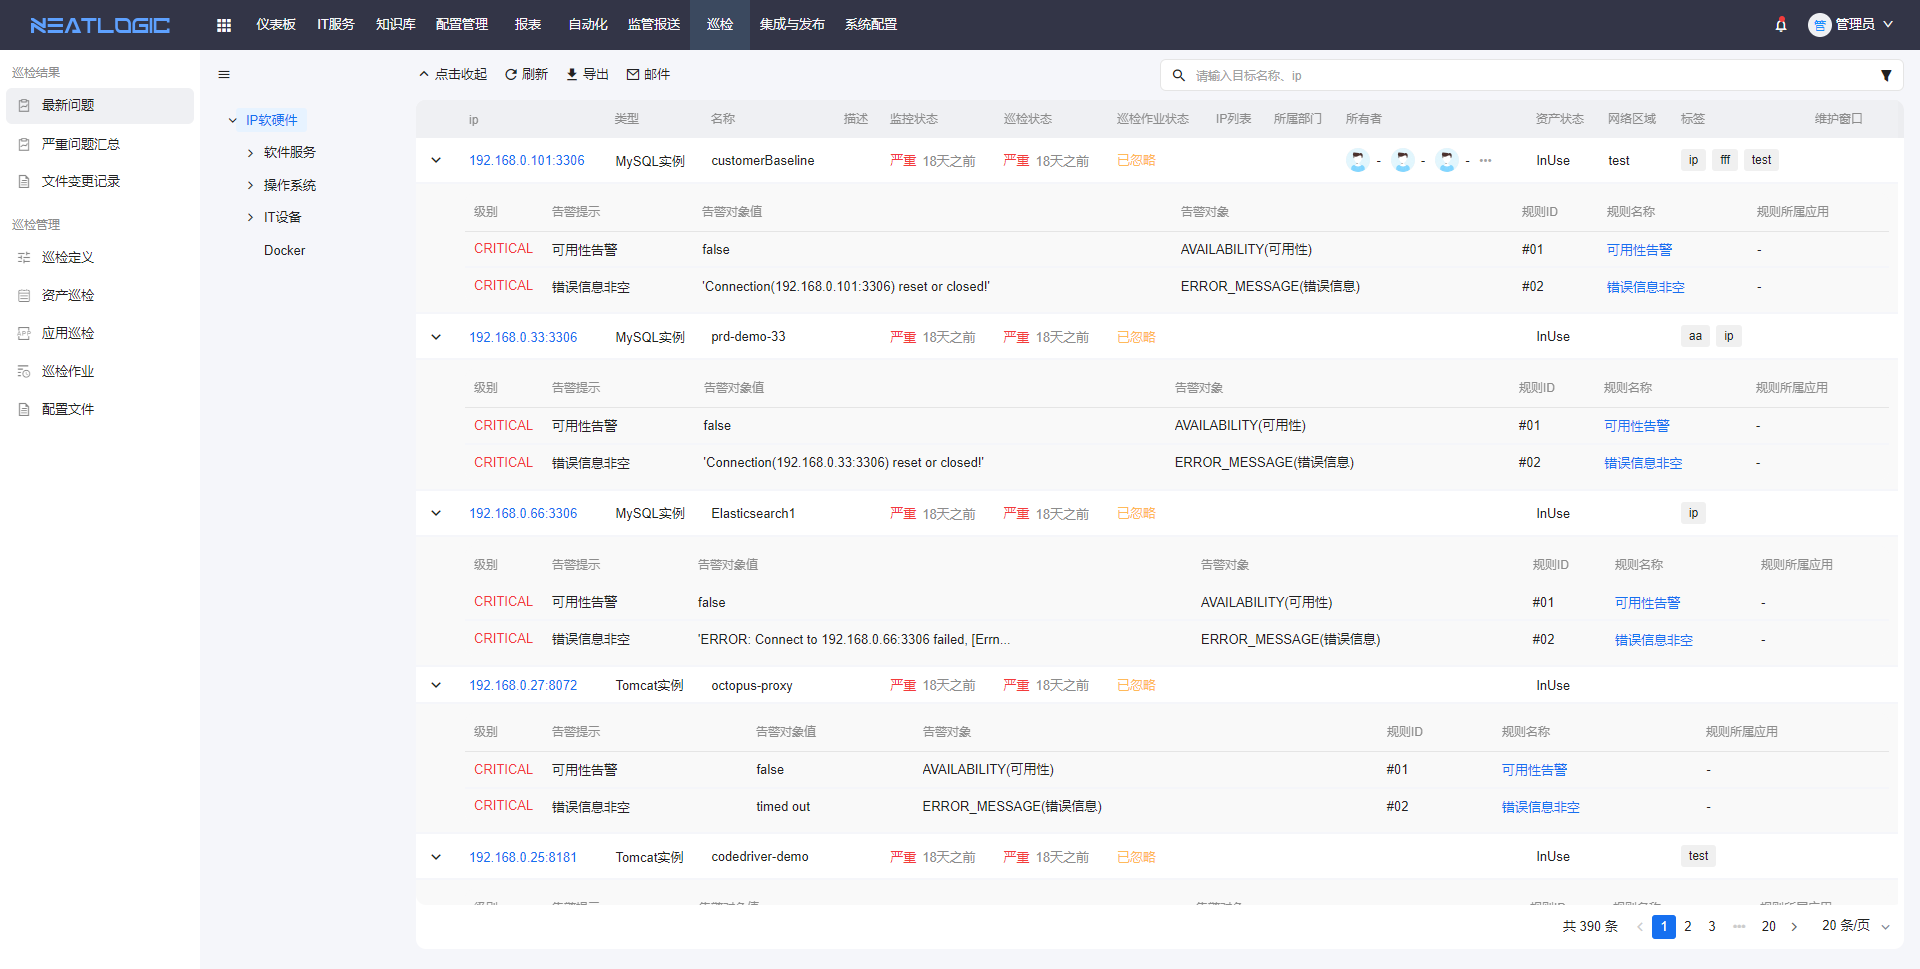 NEATLOGIC 仪表板 IT服务 知识库 配置管理 报表 自动化 监管报送 巡检 集成与发布 系统配置 管 管理员
巡检结果
最新问题
严重问题汇总
文件变更记录
巡检管理
巡检定义
资产巡检
应用巡检
巡检作业
配置文件
IP软硬件
软件服务
操作系统
IT设备
Docker
点击收起 刷新 导出 邮件 请输入目标名称、ip
ip 类型 名称 描述 监控状态 巡检状态 巡检作业状态 IP列表 所属部门 所有者 资产状态 网络区域 标签 维护窗口
192.168.0.101:3306 MySQL实例 customerBaseline 严重 18天之前 严重 18天之前 已忽略 - - - ··· InUse test ip fff test
级别 告警提示 告警对象值 告警对象 规则ID 规则名称 规则所属应用
CRITICAL 可用性告警 false AVAILABILITY(可用性) #01 可用性告警 -
CRITICAL 错误信息非空 'Connection(192.168.0.101:3306) reset or closed!' ERROR_MESSAGE(错误信息) #02 错误信息非空 -
192.168.0.33:3306 MySQL实例 prd-demo-33 严重 18天之前 严重 18天之前 已忽略 InUse aa ip
级别 告警提示 告警对象值 告警对象 规则ID 规则名称 规则所属应用
CRITICAL 可用性告警 false AVAILABILITY(可用性) #01 可用性告警 -
CRITICAL 错误信息非空 'Connection(192.168.0.33:3306) reset or closed!' ERROR_MESSAGE(错误信息) #02 错误信息非空 -
192.168.0.66:3306 MySQL实例 Elasticsearch1 严重 18天之前 严重 18天之前 已忽略 InUse ip
级别 告警提示 告警对象值 告警对象 规则ID 规则名称 规则所属应用
CRITICAL 可用性告警 false AVAILABILITY(可用性) #01 可用性告警 -
CRITICAL 错误信息非空 'ERROR: Connect to 192.168.0.66:3306 failed, [Errn... ERROR_MESSAGE(错误信息) #02 错误信息非空 -
192.168.0.27:8072 Tomcat实例 octopus-proxy 严重 18天之前 严重 18天之前 已忽略 InUse
级别 告警提示 告警对象值 告警对象 规则ID 规则名称 规则所属应用
CRITICAL 可用性告警 false AVAILABILITY(可用性) #01 可用性告警 -
CRITICAL 错误信息非空 timed out ERROR_MESSAGE(错误信息) #02 错误信息非空 -
192.168.0.25:8181 Tomcat实例 codedriver-demo 严重 18天之前 严重 18天之前 已忽略 InUse test
级别 告警提示 告警对象值 告警对象 规则ID 规则名称 规则所属应用
共 390 条 1 2 3 ··· 20 20 条/页